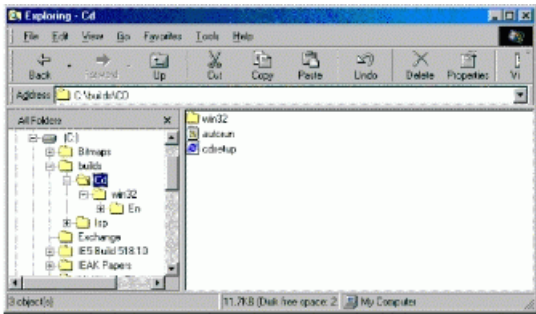 Exploring - Cd
File Edit View Go Favorites Tools Help
Back Forward Up Cut Copy Paste Undo Delete Properties Vi
Address C:\builds\CD
All Folders
(C:)
Bitmaps
builds
Cd
win32
En
Isp
Exchange
IE5 Build 518.10
IEAK Papers
win32
autorun
cdsetup
3 object(s) 11.7KB (Disk free space: 2 My Computer